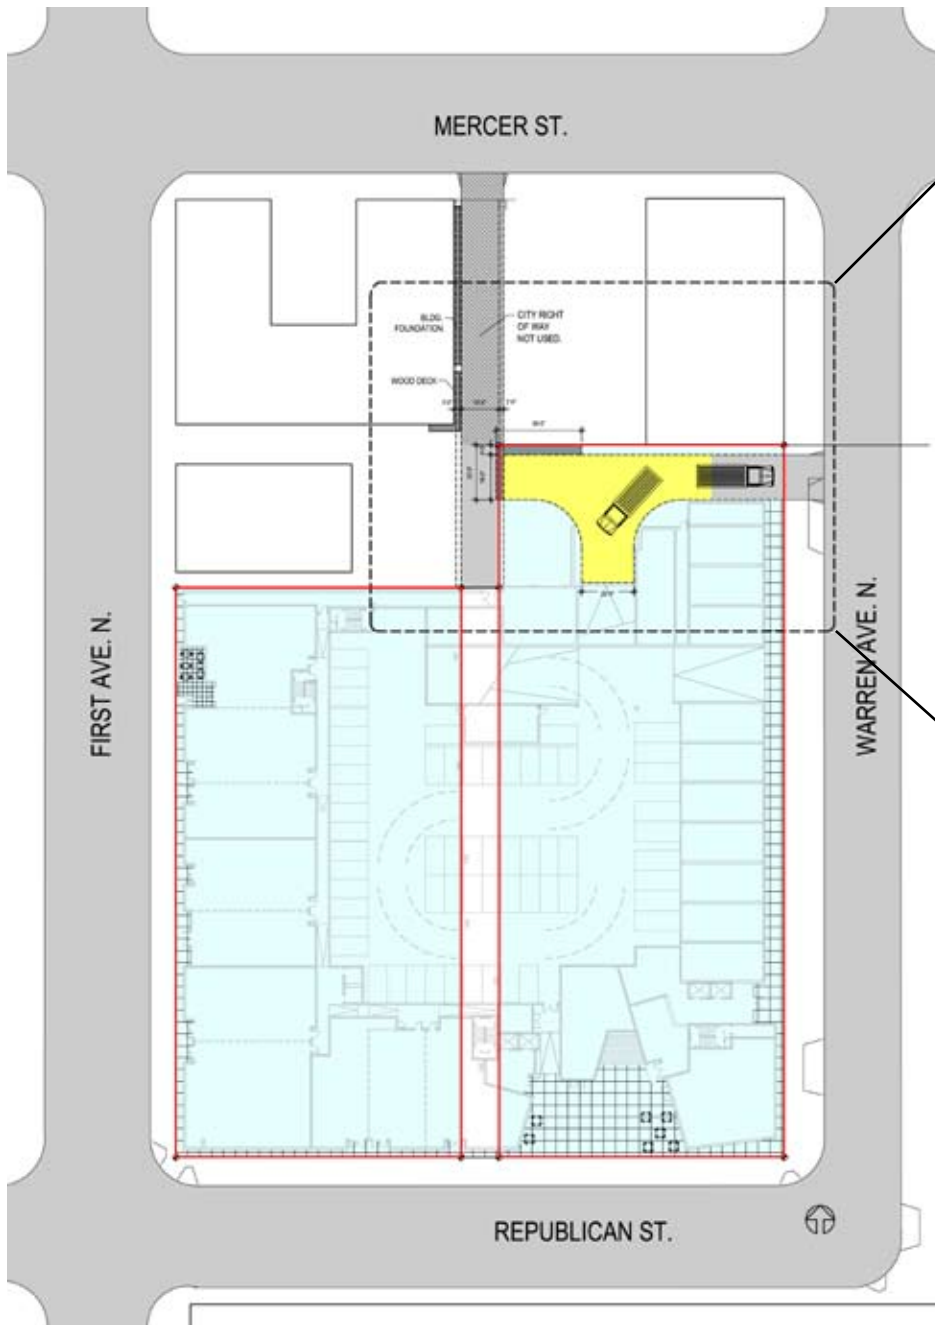 MERCER ST.
BLDG.
FOUNDATION
CITY RIGHT
OF WAY
NOT USED.
WOOD DECK
FIRST AVE. N.
WARREN AVE. N.
REPUBLICAN ST.